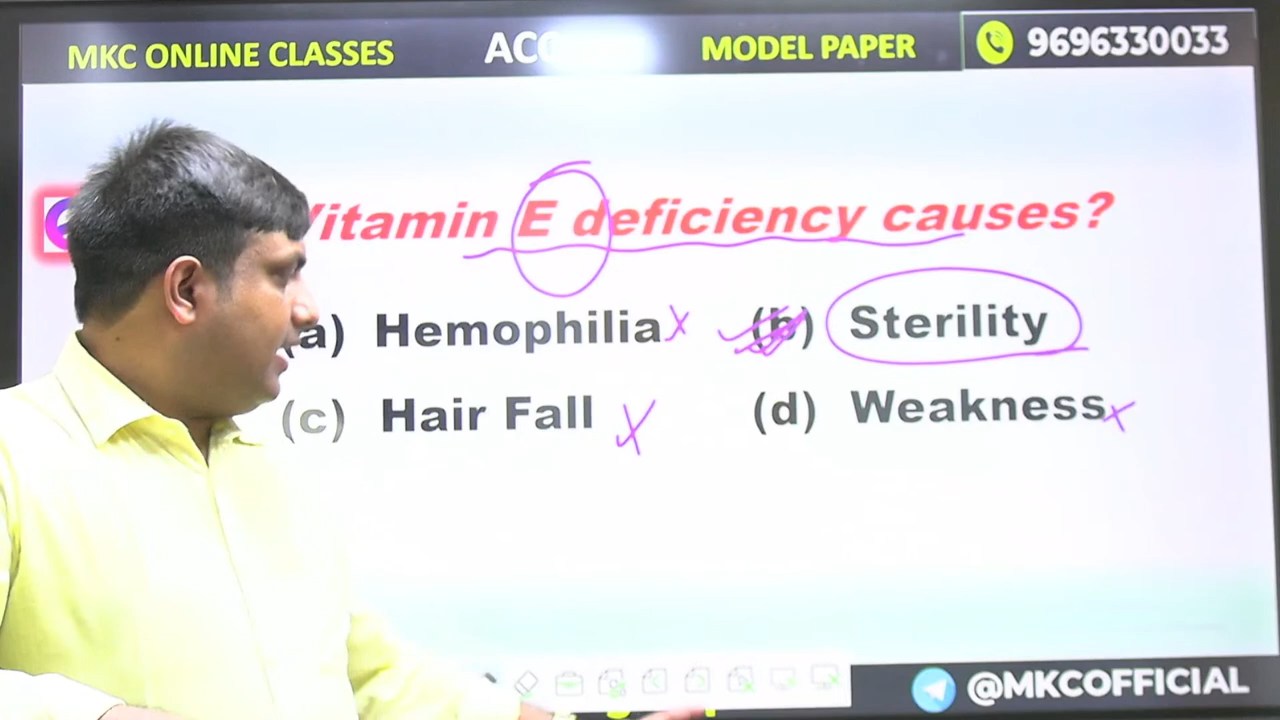 MKC ONLINE CLASSES
MODEL PAPER
9696330033
Vitamin E deficiency causes?
(a) Hemophilia x (b) Sterility
(c) Hair Fall x (d) Weakness x
@MKCOFFICIAL